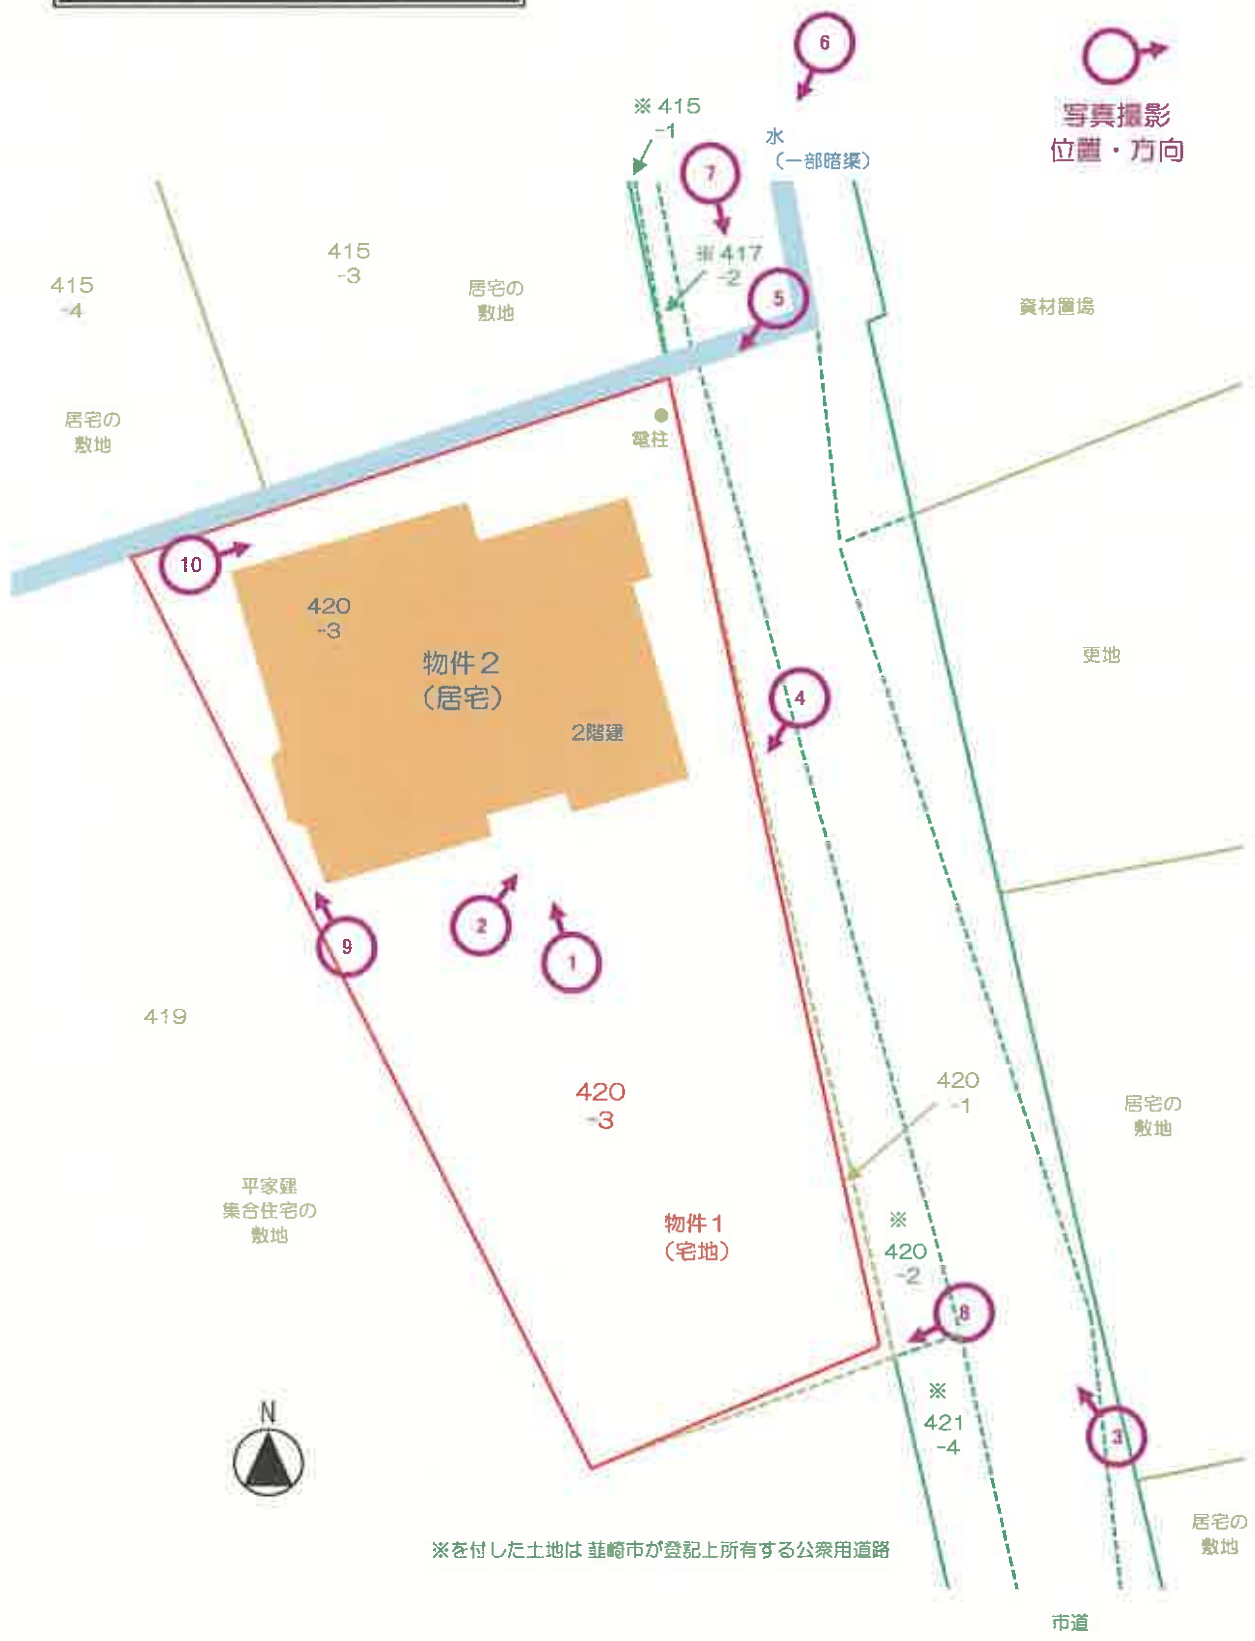 6
写真撮影
位置・方向
※ 415
-1
水
（一部暗渠）
7
415
-3
※ 417
-2
415
-4
居宅の
敷地
5
資材置場
居宅の
敷地
電柱
10
420
-3
物件2
（居宅）
更地
4
2階建
2
9
1
419
420
-3
420
-1
居宅の
敷地
平家建
集合住宅の
敷地
物件1
（宅地）
※
420
-2
8
※
421
-4
N
3
居宅の
敷地
※を付した土地は 韮崎市が登記上所有する公衆用道路
市道